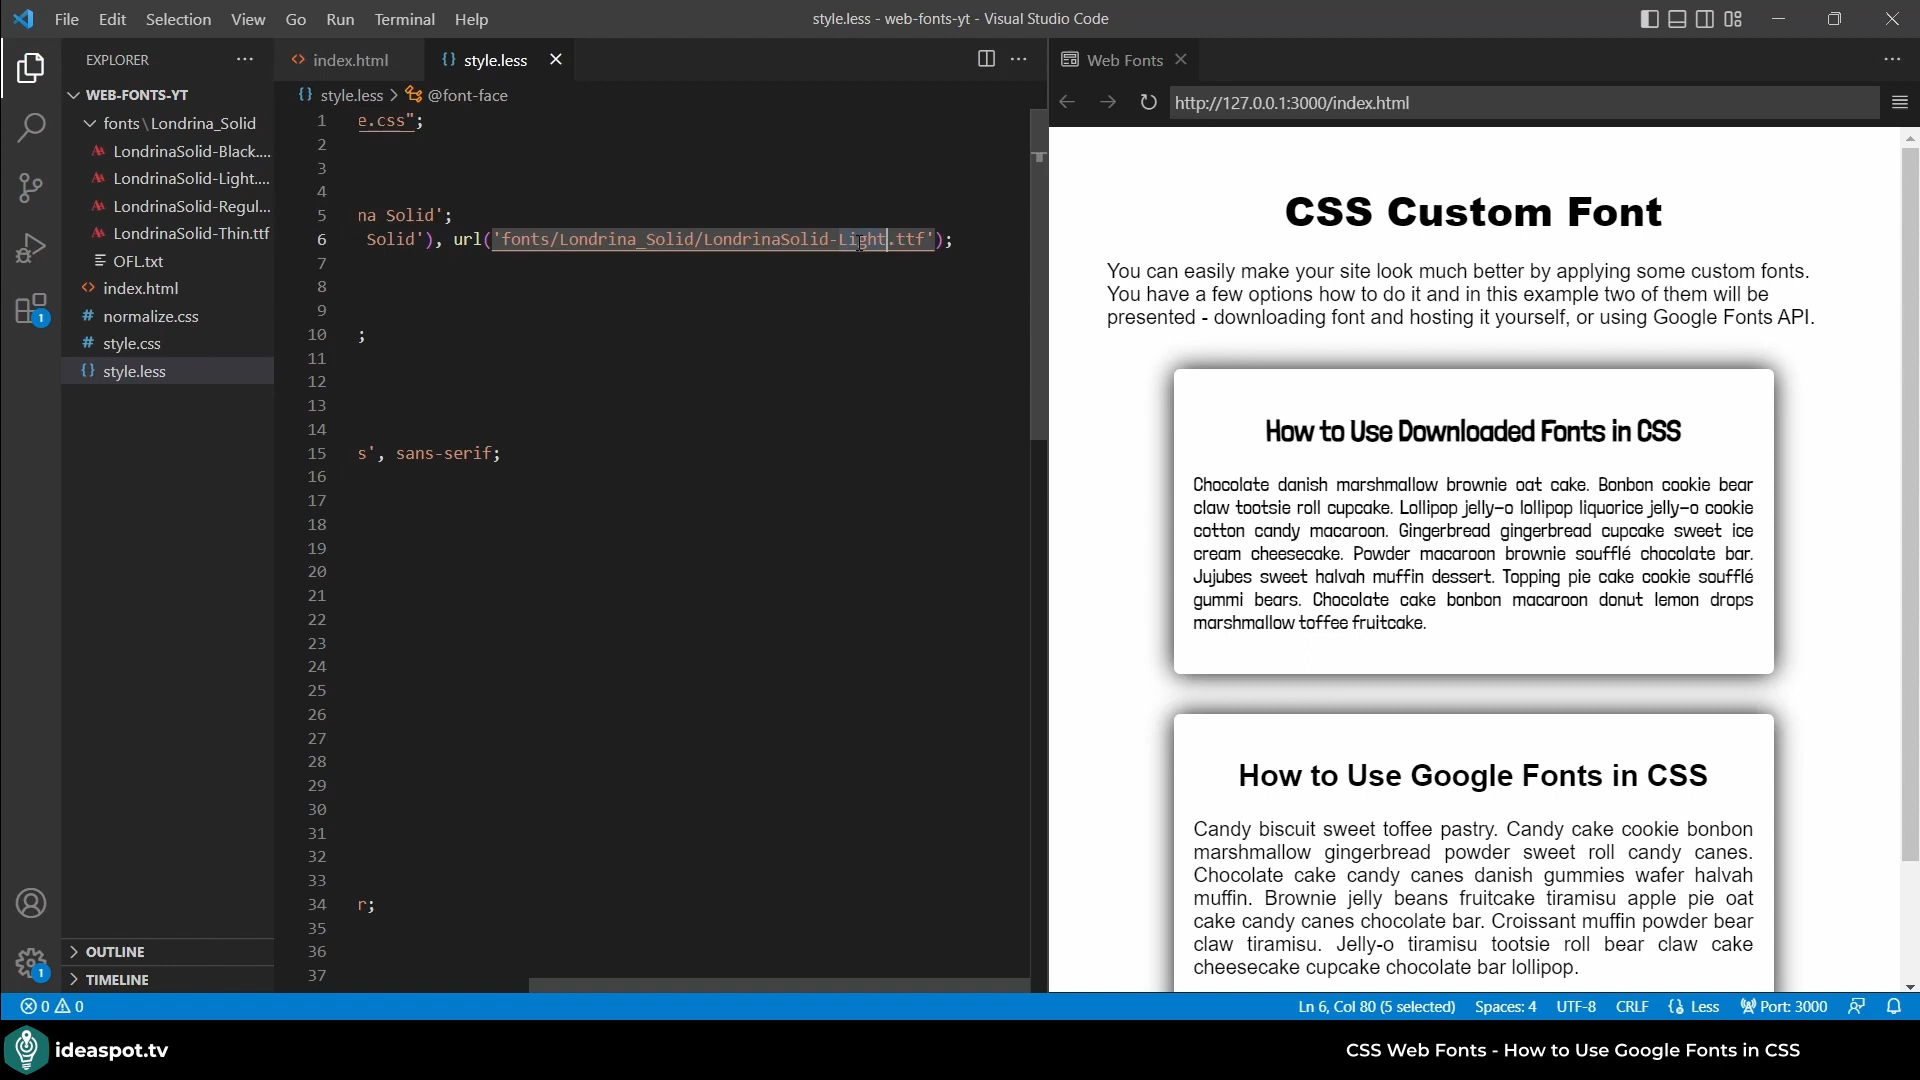 File Edit Selection View Go Run Terminal Help
style.less - web-fonts-yt - Visual Studio Code
EXPLORER
index.html
style.less
Web Fonts
WEB-FONTS-YT
style.less > @font-face
http://127.0.0.1:3000/index.html
fonts\Londrina_Solid
LondrinaSolid-Black....
LondrinaSolid-Light....
LondrinaSolid-Regul...
LondrinaSolid-Thin.ttf
OFL.txt
index.html
normalize.css
style.css
style.less
OUTLINE
TIMELINE
1
1
1 e.css";
2
3
4
5 na Solid';
6 Solid'), url('fonts/Londrina_Solid/LondrinaSolid-Light.ttf');
7
8
9
10 ;
11
12
13
14
15 s', sans-serif;
16
17
18
19
20
21
22
23
24
25
26
27
28
29
30
31
32
33
34 r;
35
36
37
CSS Custom Font
You can easily make your site look much better by applying some custom fonts.
You have a few options how to do it and in this example two of them will be
presented - downloading font and hosting it yourself, or using Google Fonts API.
How to Use Downloaded Fonts in CSS
Chocolate danish marshmallow brownie oat cake. Bonbon cookie bear
claw tootsie roll cupcake. Lollipop jelly-o lollipop liquorice jelly-o cookie
cotton candy macaroon. Gingerbread gingerbread cupcake sweet ice
cream cheesecake. Powder macaroon brownie soufflé chocolate bar.
Jujubes sweet halvah muffin dessert. Topping pie cake cookie soufflé
gummi bears. Chocolate cake bonbon macaroon donut lemon drops
marshmallow toffee fruitcake.
How to Use Google Fonts in CSS
Candy biscuit sweet toffee pastry. Candy cake cookie bonbon
marshmallow gingerbread powder sweet roll candy canes.
Chocolate cake candy canes danish gummies wafer halvah
muffin. Brownie jelly beans fruitcake tiramisu apple pie oat
cake candy canes chocolate bar. Croissant muffin powder bear
claw tiramisu. Jelly-o tiramisu tootsie roll bear claw cake
cheesecake cupcake chocolate bar lollipop.
0 0
Ln 6, Col 80 (5 selected) Spaces: 4 UTF-8 CRLF Less Port: 3000
ideaspot.tv
CSS Web Fonts - How to Use Google Fonts in CSS